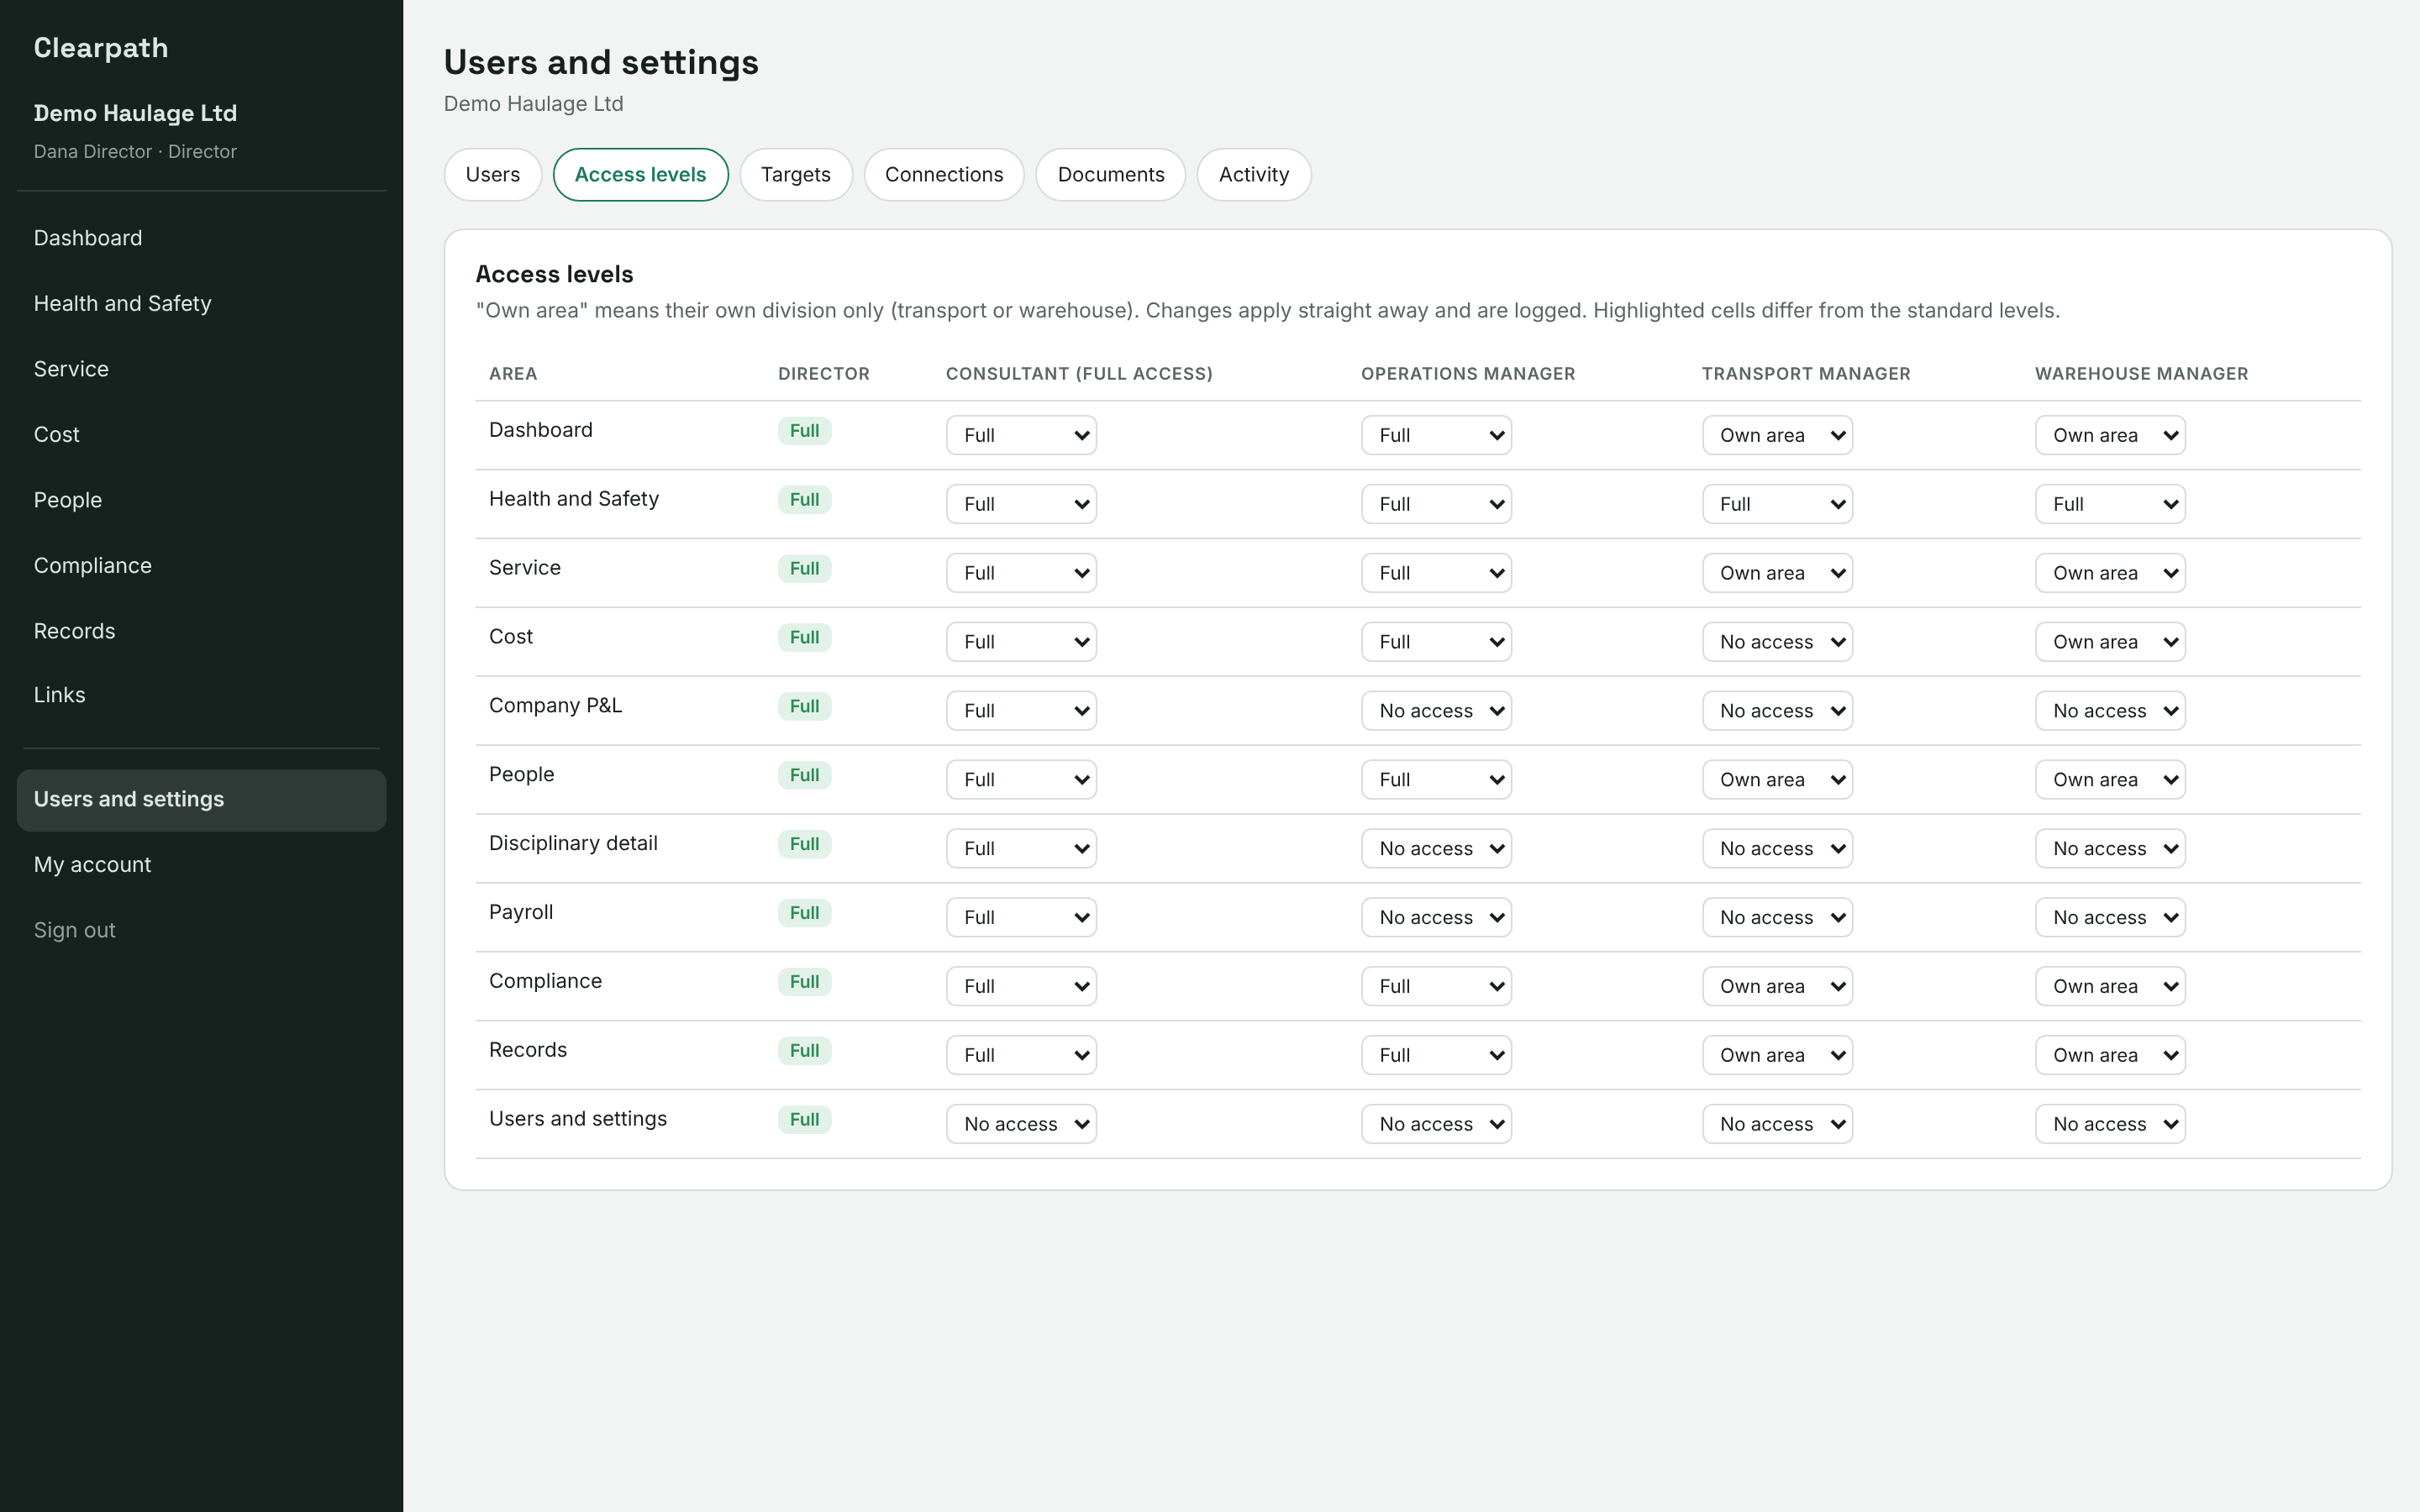 Clearpath
Demo Haulage Ltd
Dana Director · Director
Dashboard
Health and Safety
Service
Cost
People
Compliance
Records
Links
Users and settings
My account
Sign out
Users and settings
Demo Haulage Ltd
Users Access levels Targets Connections Documents Activity
Access levels
"Own area" means their own division only (transport or warehouse). Changes apply straight away and are logged. Highlighted cells differ from the standard levels.
AREA DIRECTOR CONSULTANT (FULL ACCESS) OPERATIONS MANAGER TRANSPORT MANAGER WAREHOUSE MANAGER
Dashboard Full Full Full Own area Own area
Health and Safety Full Full Full Full Full
Service Full Full Full Own area Own area
Cost Full Full Full No access Own area
Company P&L Full Full No access No access No access
People Full Full Full Own area Own area
Disciplinary detail Full Full No access No access No access
Payroll Full Full No access No access No access
Compliance Full Full Full Own area Own area
Records Full Full Full Own area Own area
Users and settings Full No access No access No access No access